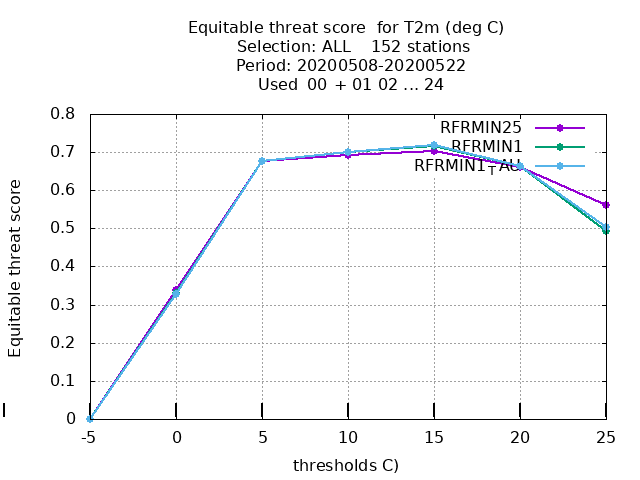 Equitable threat score  for T2m (deg C)
Selection: ALL    152 stations
Period: 20200508-20200522
Used  00  + 01 02 ... 24
RFRMIN25
RFRMIN1
RFRMIN1TAU
Equitable threat score
0.8
0.7
0.6
0.5
0.4
0.3
0.2
0.1
0
-5
0
5
10
15
20
25
thresholds C)